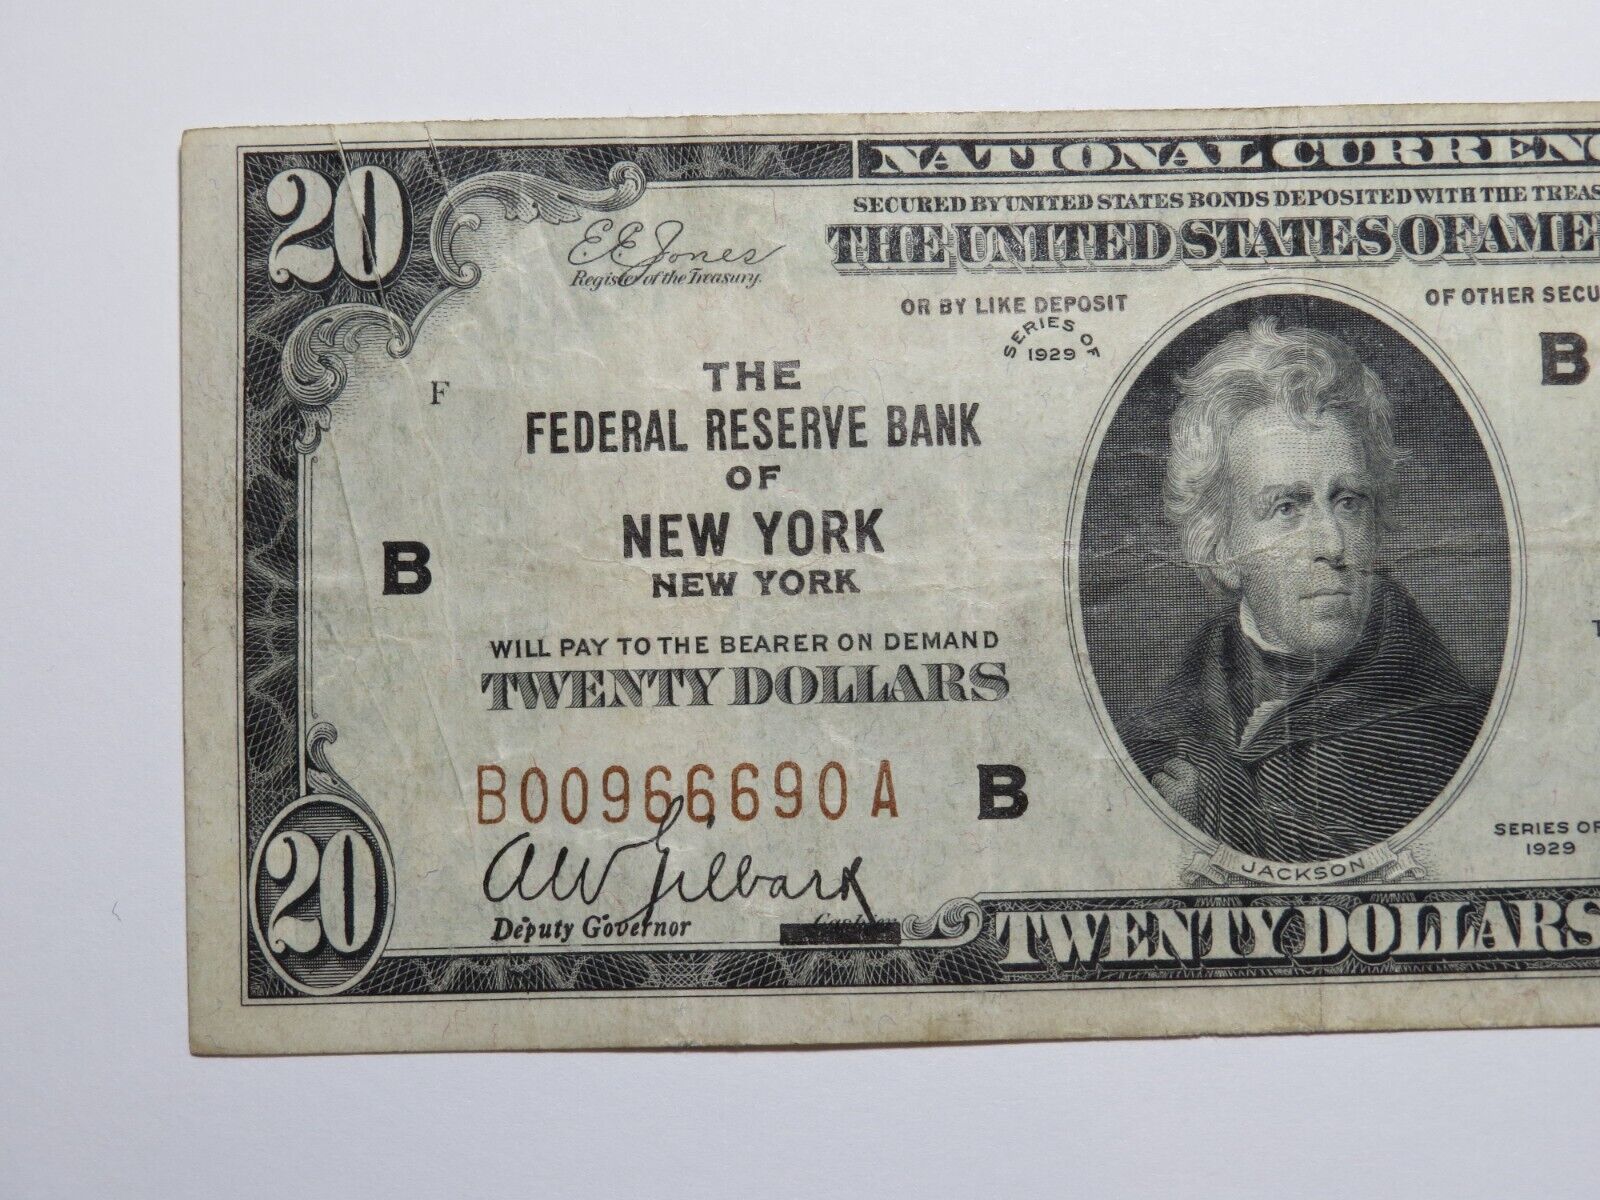 20
NATIONAL CURRENC
SECURED BY UNITED STATES BONDS DEPOSITED WITH THE TREAS
THE UNITED STATES OF AME
E.E. Jones
Register of the Treasury.
OR BY LIKE DEPOSIT
OF OTHER SECU
SERIES OF
1929
B
THE
F
FEDERAL RESERVE BANK
OF
NEW YORK
B
NEW YORK
WILL PAY TO THE BEARER ON DEMAND
TWENTY DOLLARS
B00966690A
B
SERIES OF
1929
20
AW Gilbart
JACKSON
Deputy Governor
Cashier
TWENTY DOLLARS